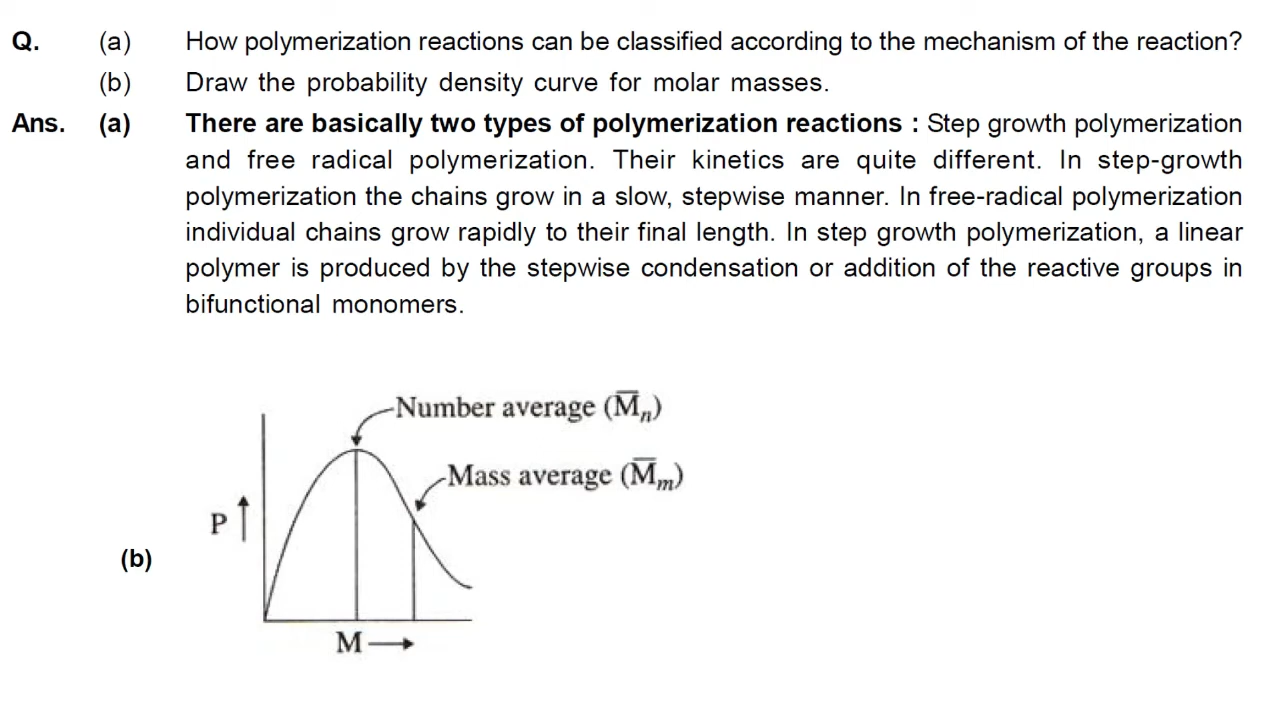 Q. (a) How polymerization reactions can be classified according to the mechanism of the reaction?
(b) Draw the probability density curve for molar masses.
Ans. (a) There are basically two types of polymerization reactions : Step growth polymerization
and free radical polymerization. Their kinetics are quite different. In step-growth
polymerization the chains grow in a slow, stepwise manner. In free-radical polymerization
individual chains grow rapidly to their final length. In step growth polymerization, a linear
polymer is produced by the stepwise condensation or addition of the reactive groups in
bifunctional monomers.
Number average (M̅n)
Mass average (M̅m)
P ↑
(b)
M ⟶